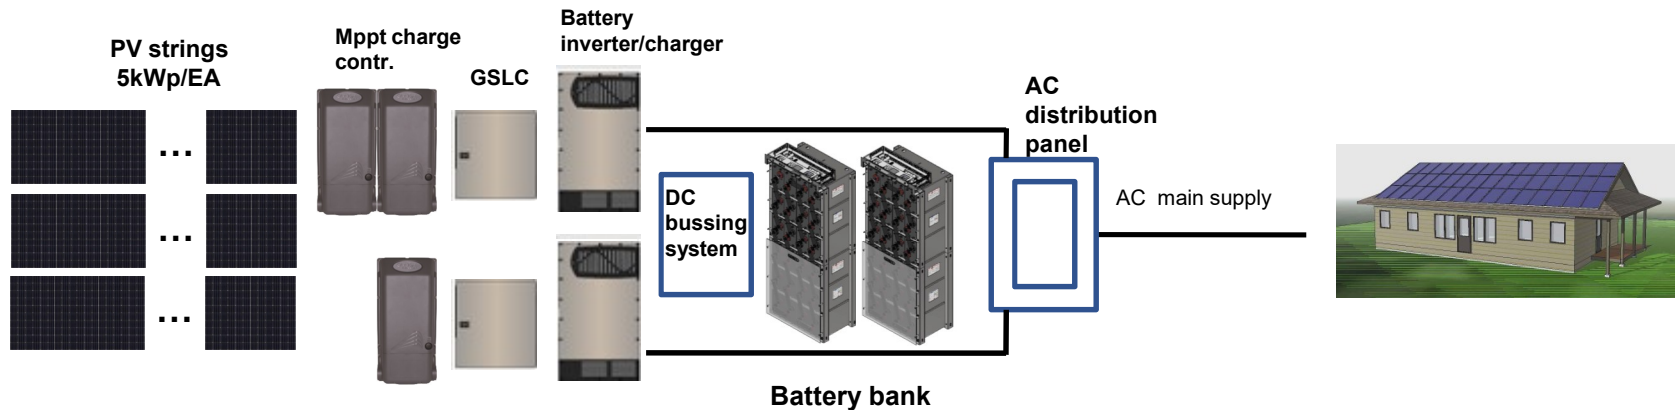 PV strings
5kWp/EA
Mppt charge
contr.
GSLC
Battery
inverter/charger
DC
bussing
system
Battery bank
AC
distribution
panel
AC main supply